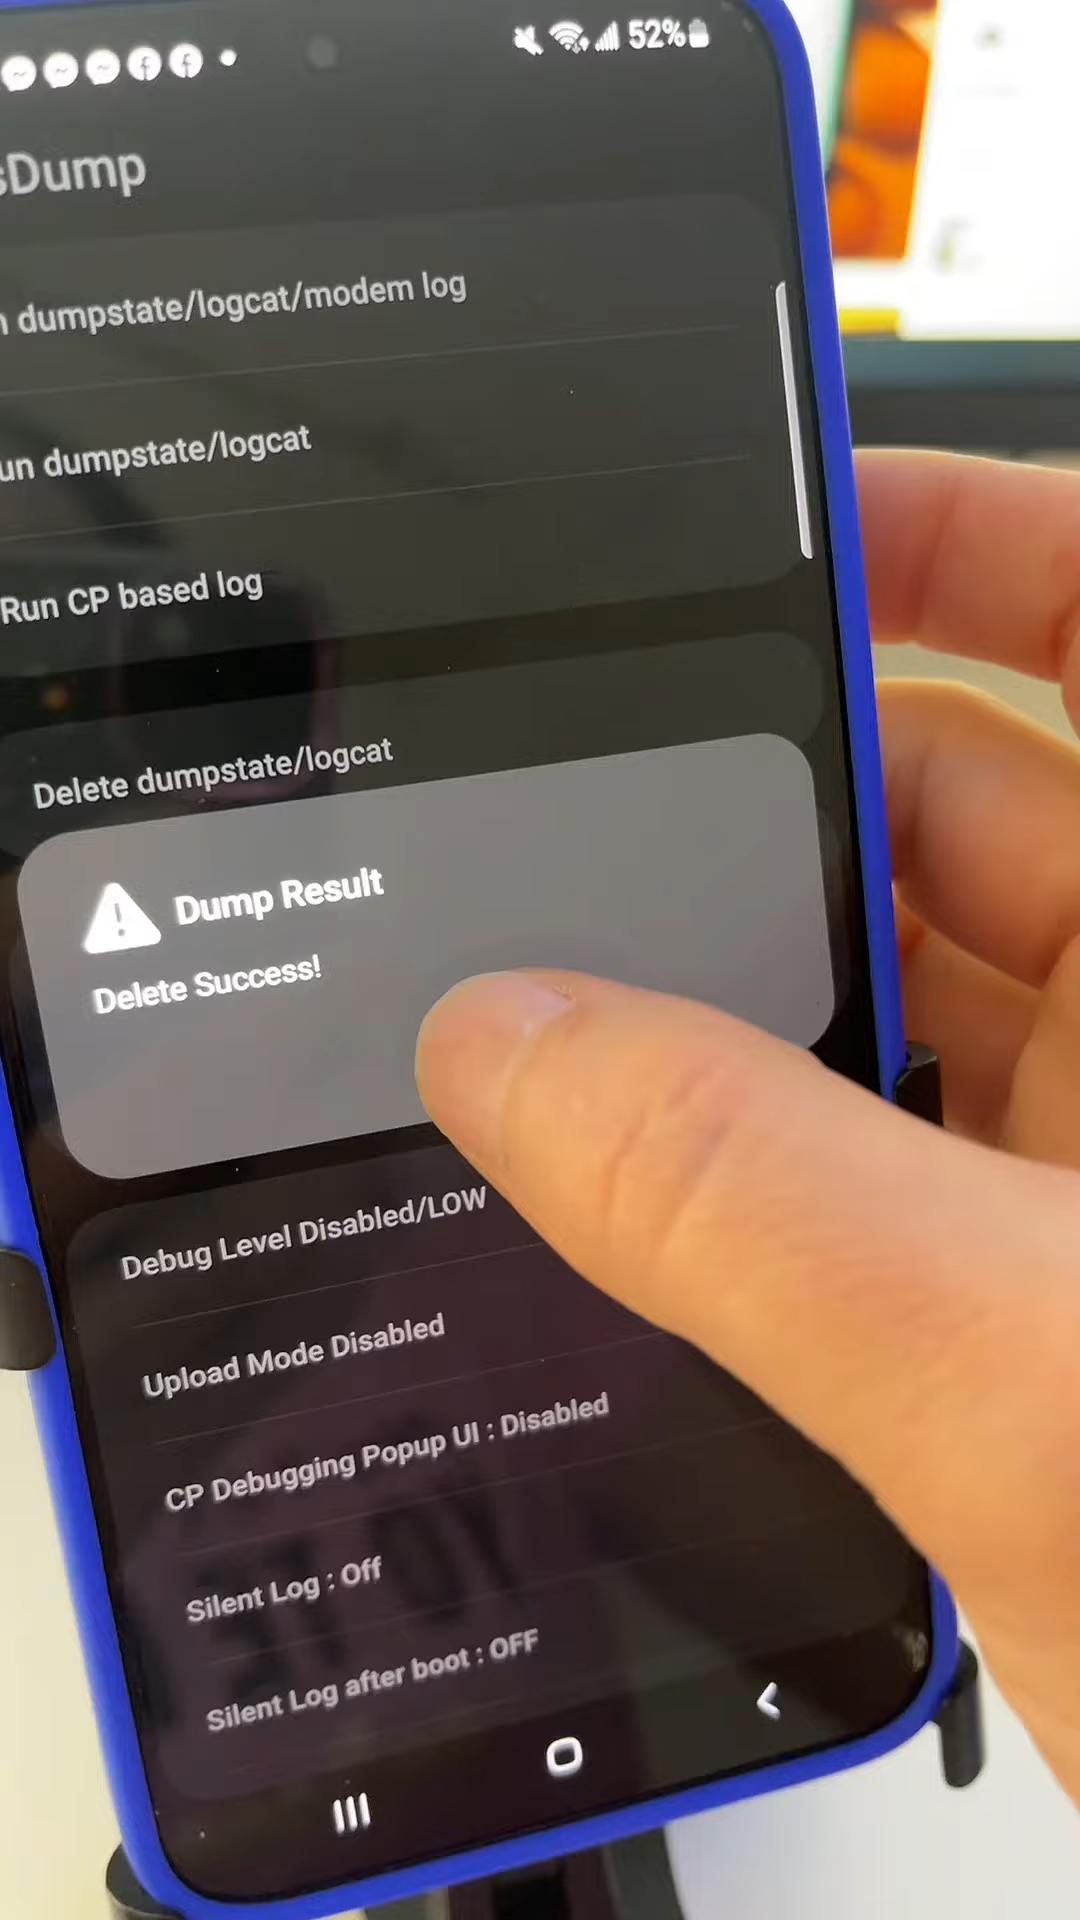 52%
sDump
n dumpstate/logcat/modem log
un dumpstate/logcat
Run CP based log
Delete dumpstate/logcat
Dump Result
Delete Success!
Debug Level Disabled/LOW
Upload Mode Disabled
CP Debugging Popup UI : Disabled
Silent Log : Off
Silent Log after boot : OFF